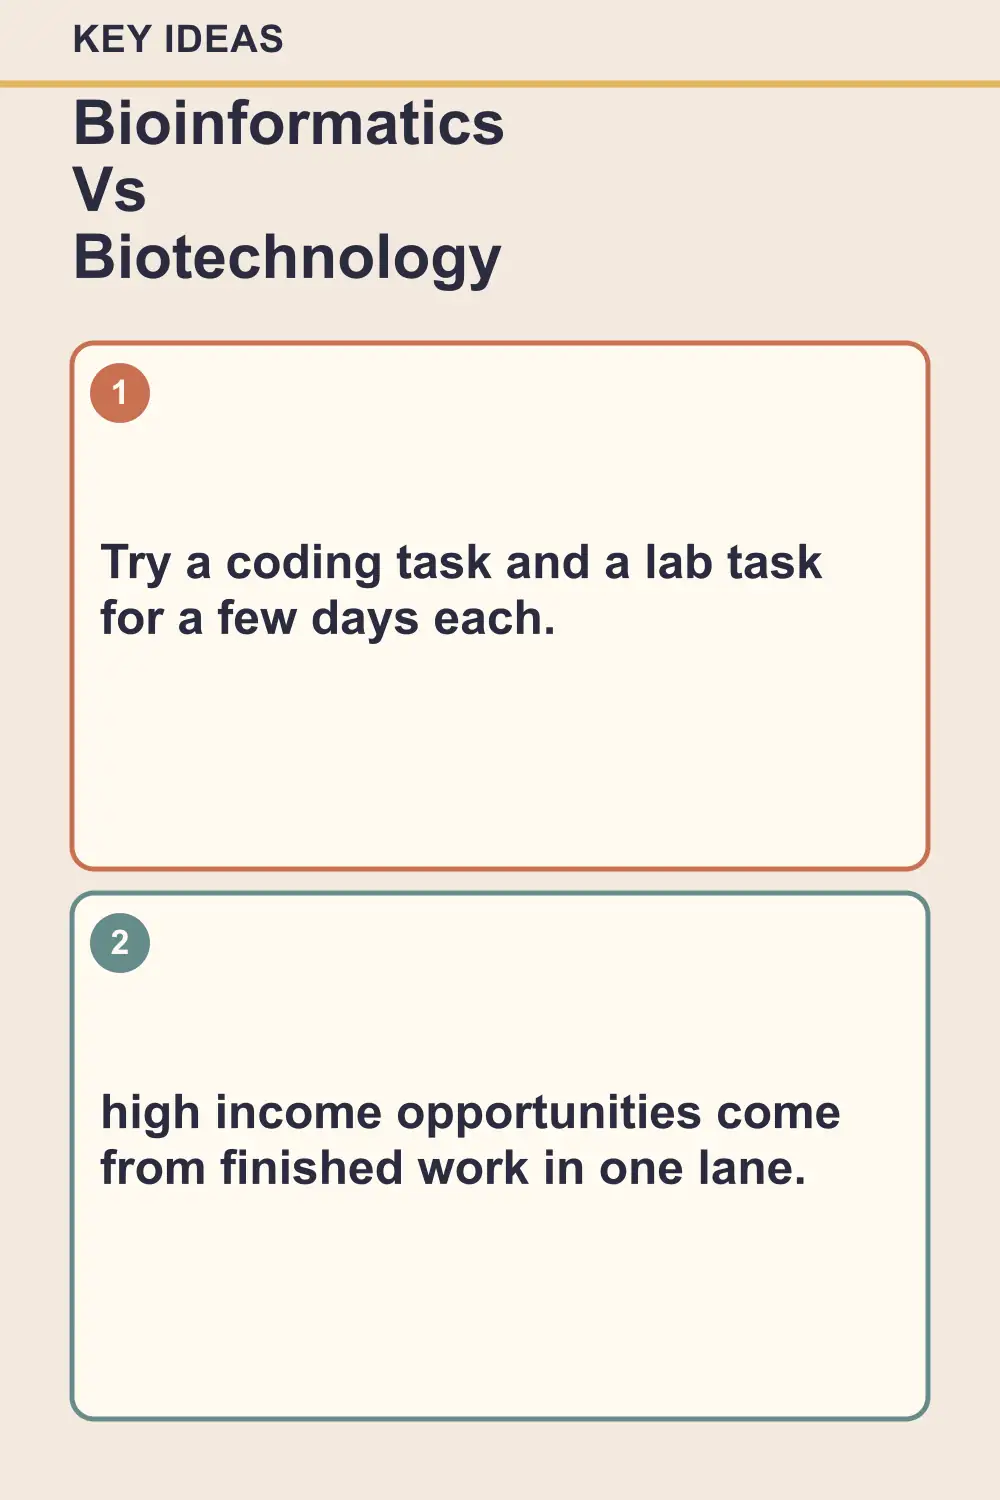 KEY IDEAS
Bioinformatics
Vs
Biotechnology
1
Try a coding task and a lab task
for a few days each.
2
high income opportunities come
from finished work in one lane.